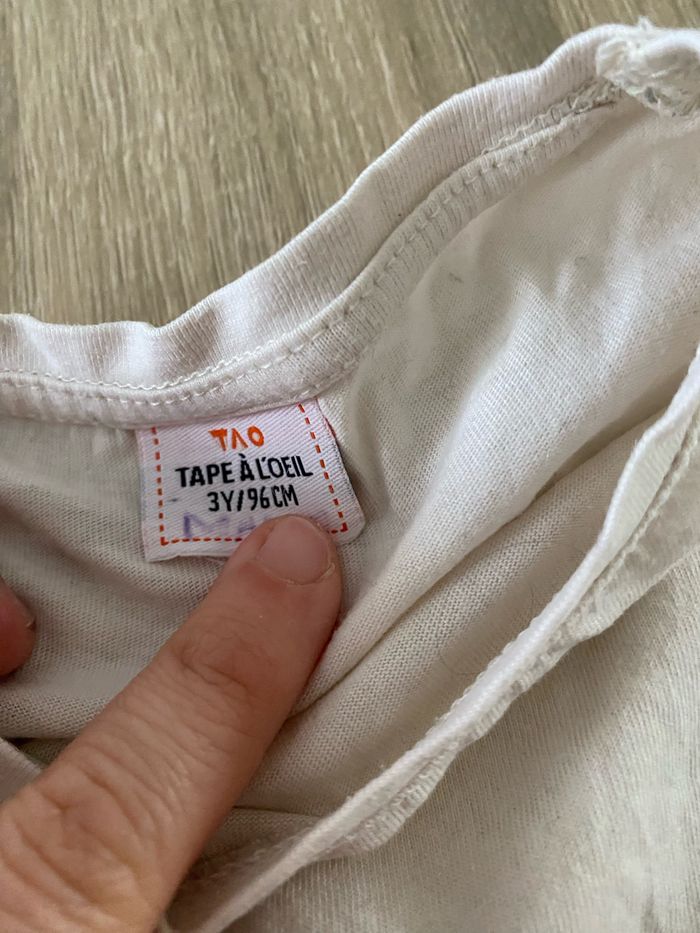 TAO
TAPE À L'OEIL
3Y/96CM